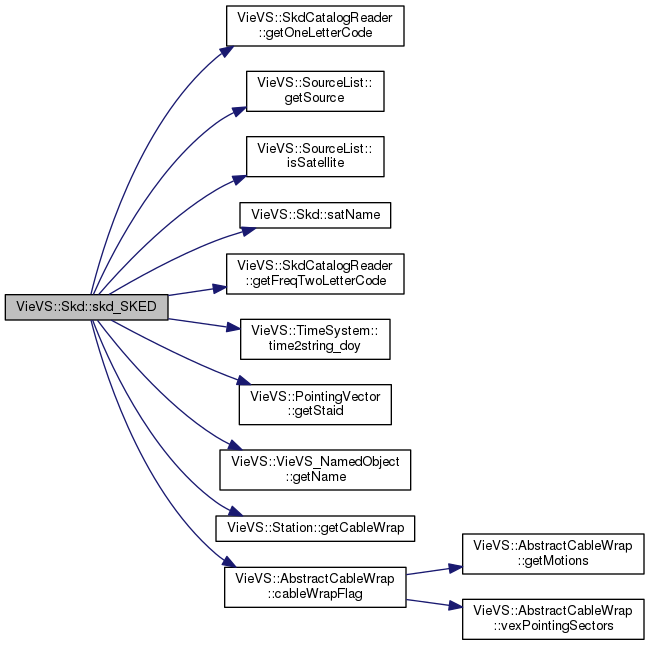 VieVS::SkdCatalogReader
::getOneLetterCode
VieVS::SourceList::
getSource
VieVS::SourceList::
isSatellite
VieVS::Skd::satName
VieVS::SkdCatalogReader
::getFreqTwoLetterCode
VieVS::Skd::skd_SKED
VieVS::TimeSystem::
time2string_doy
VieVS::PointingVector
::getStaid
VieVS::VieVS_NamedObject
::getName
VieVS::Station::getCableWrap
VieVS::AbstractCableWrap
::cableWrapFlag
VieVS::AbstractCableWrap
::getMotions
VieVS::AbstractCableWrap
::vexPointingSectors